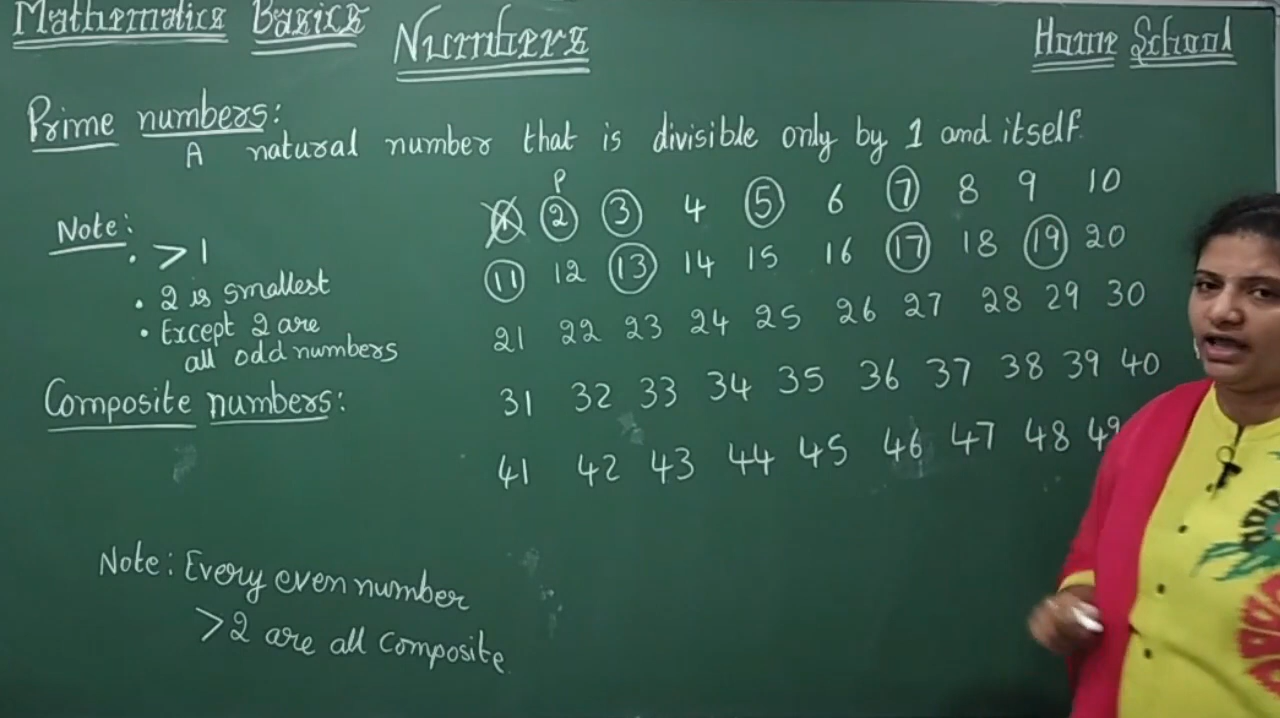 Mathematics Basics
Numbers
Home School
Prime numbers:
A natural number that is divisible only by 1 and itself.
P
1 2 3 4 5 6 7 8 9 10
Note:
. > 1
11 12 13 14 15 16 17 18 19 20
. 2 is smallest
. Except 2 are
all odd numbers
21 22 23 24 25 26 27 28 29 30
Composite numbers:
31 32 33 34 35 36 37 38 39 40
41 42 43 44 45 46 47 48 49
Note: Every even number
>2 are all composite